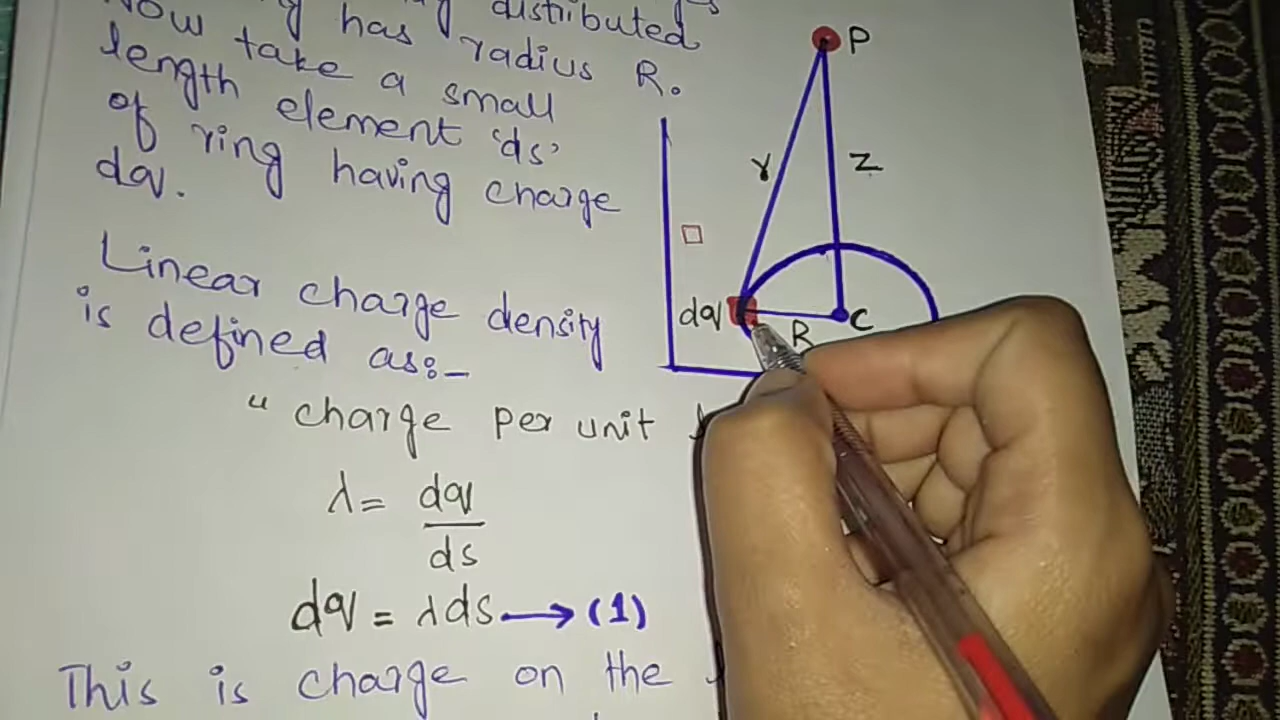 Now distributed
has radius R.
take a small
length element 'ds'
of ring having charge
dq.
Linear charge density
is defined as:-
" charge per unit
λ = dq
ds
dq = λds → (1)
This is charge on the
P
r
z
dq
R
C